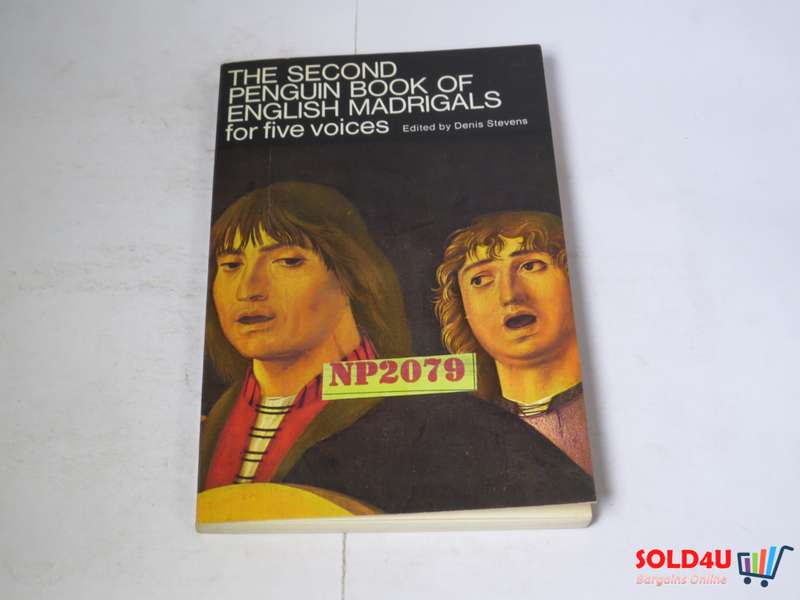 THE SECOND
PENGUIN BOOK OF
ENGLISH MADRIGALS
for five voices Edited by Denis Stevens
NP2079
SOLD4U
Bargains Online